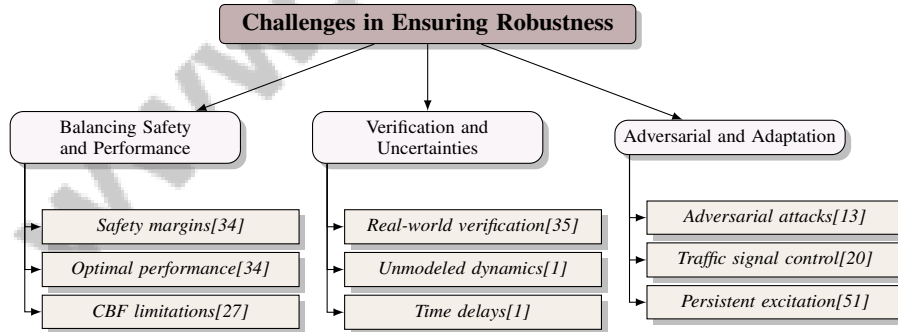 Challenges in Ensuring Robustness
Balancing Safety
and Performance
Safety margins[34]
Optimal performance[34]
CBF limitations[27]
Verification and
Uncertainties
Real-world verification[35]
Unmodeled dynamics[1]
Time delays[1]
Adversarial and Adaptation
Adversarial attacks[13]
Traffic signal control[20]
Persistent excitation[51]